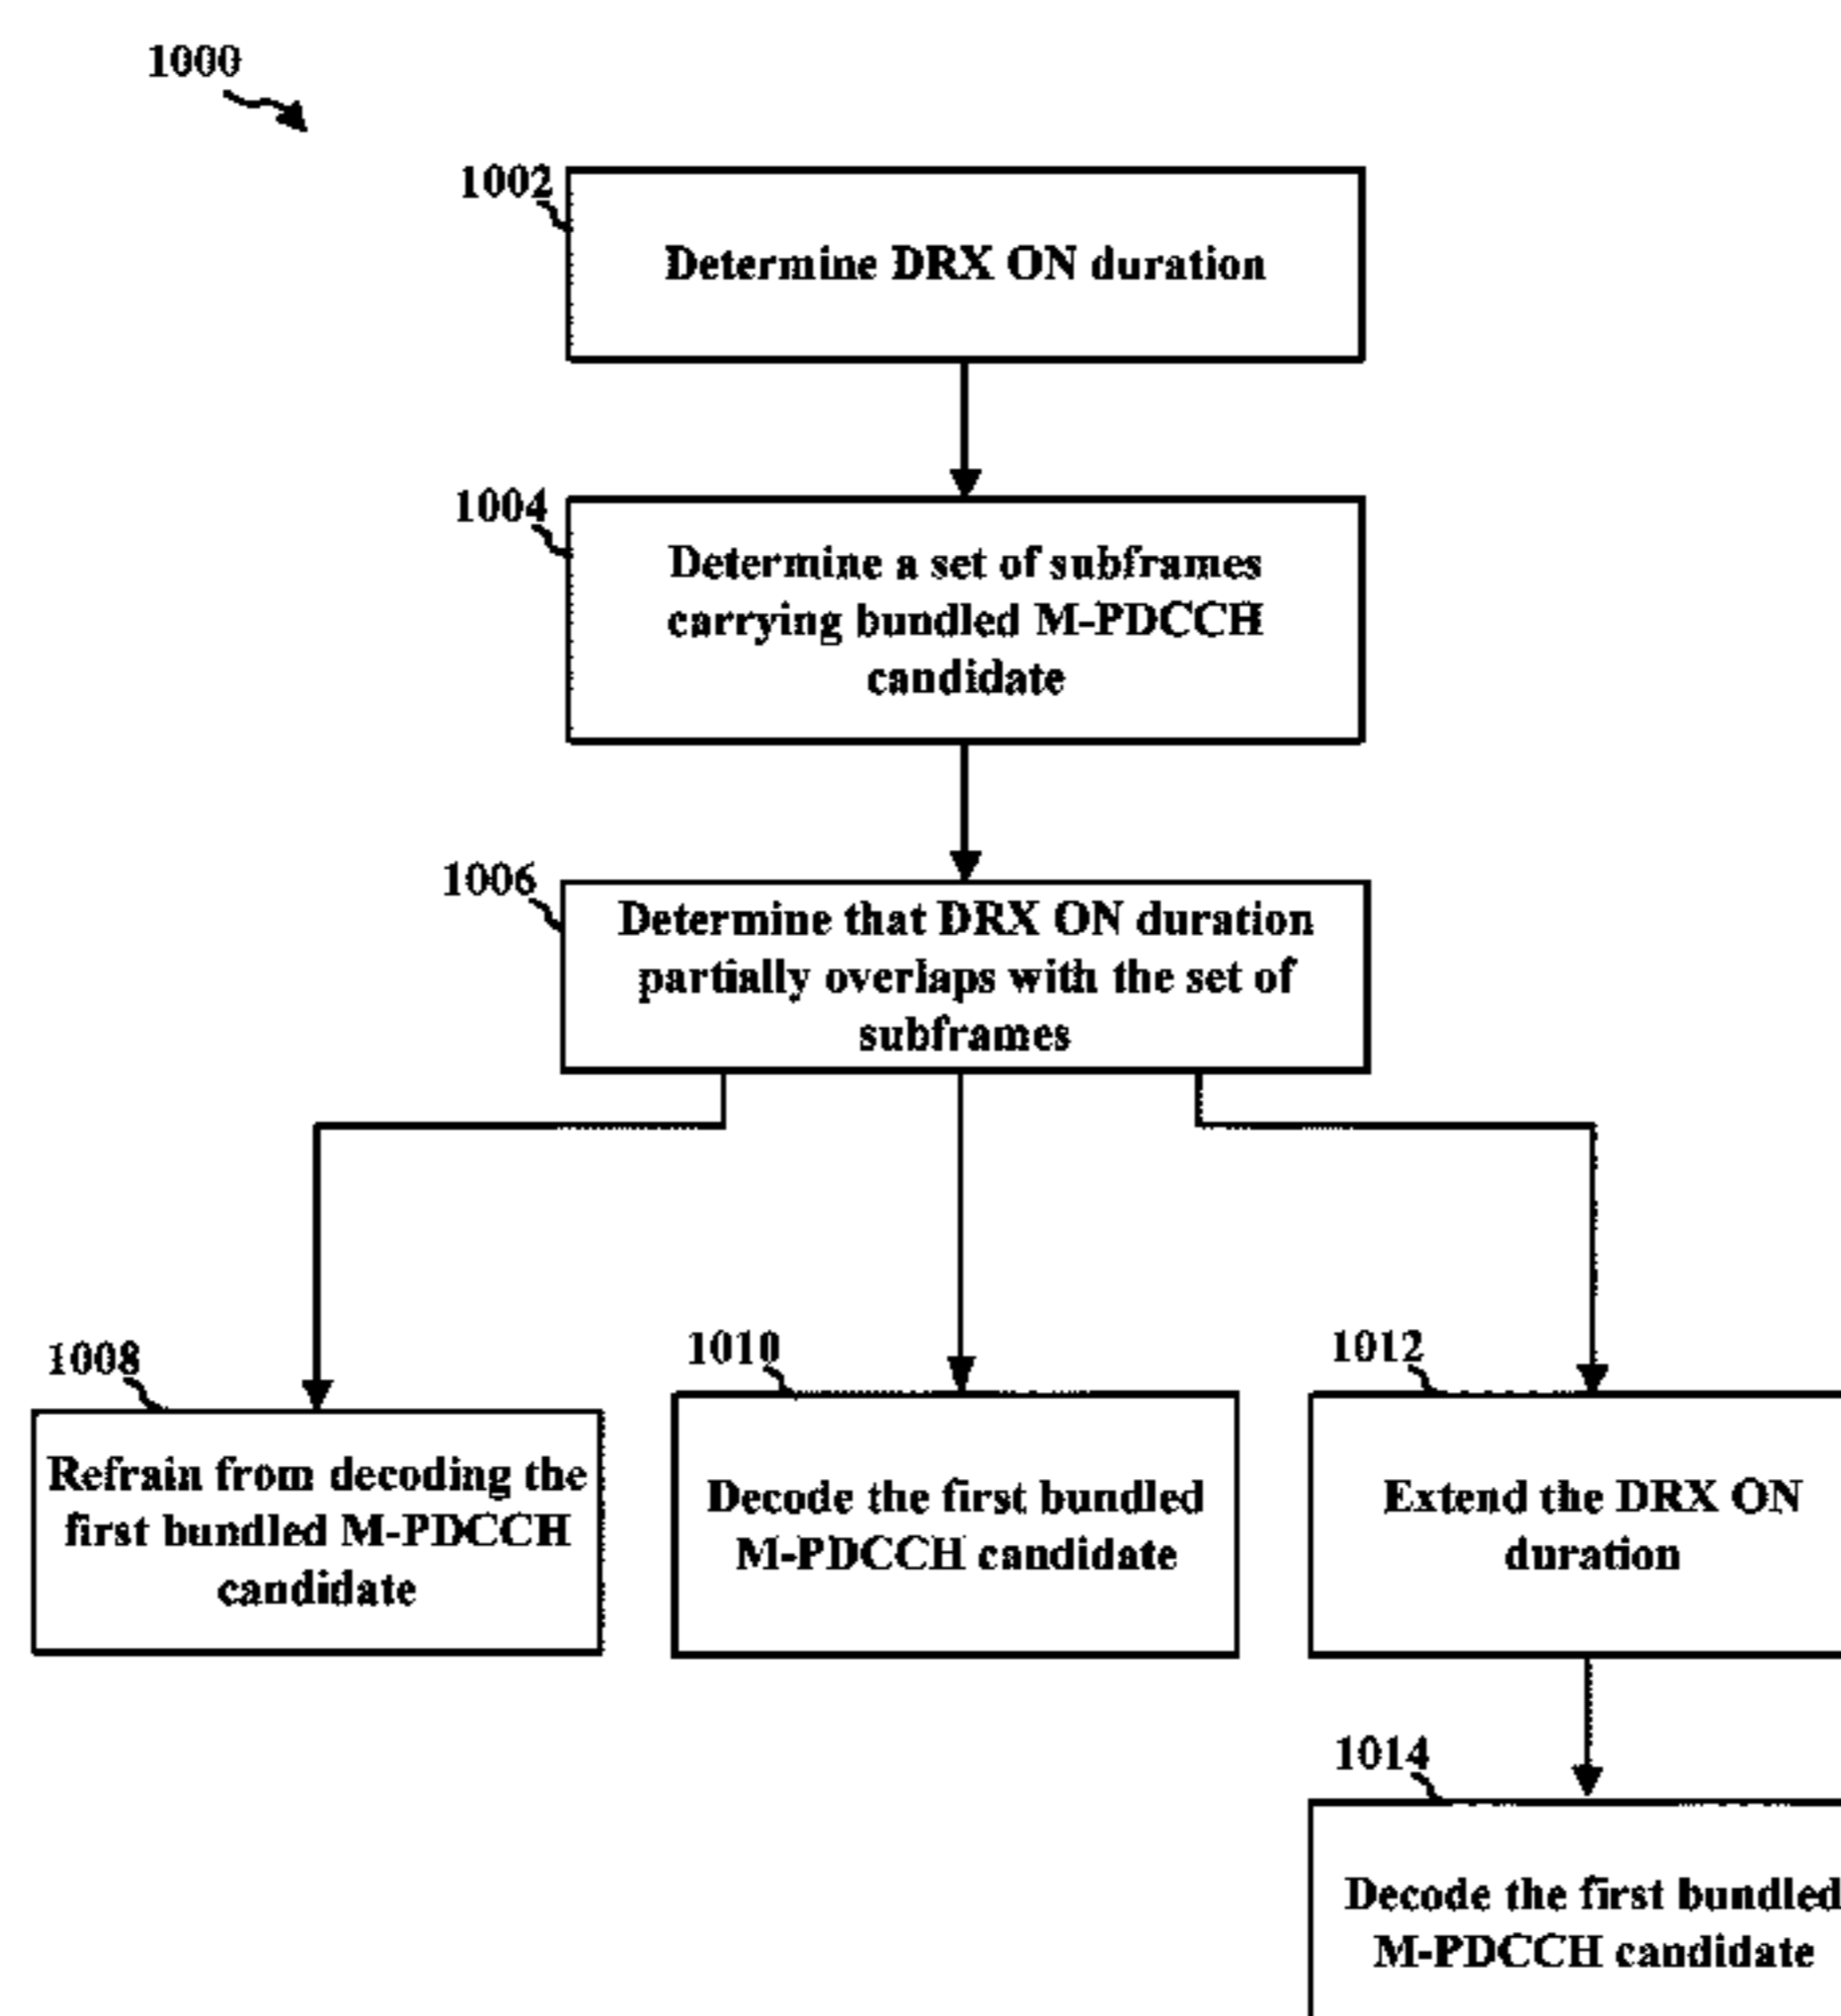 1000
1002
Determine DRX ON duration
1004
Determine a set of subframes
carrying bundled M-PDCCH
candidate
1006
Determine that DRX ON duration
partially overlaps with the set of
subframes
1008
Refrain from decoding the
first bundled M-PDCCH
candidate
1010
Decode the first bundled
M-PDCCH candidate
1012
Extend the DRX ON
duration
1014
Decode the first bundled
M-PDCCH candidate